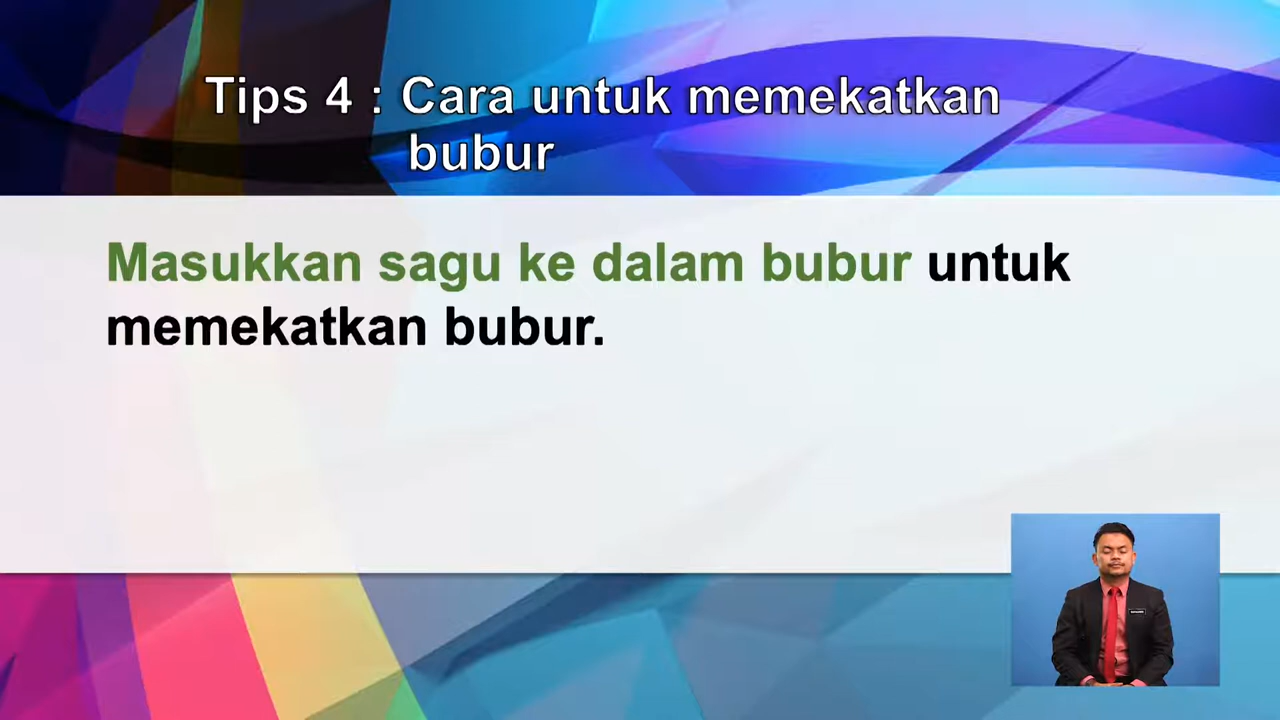 Tips 4 : Cara untuk memekatkan
bubur
Masukkan sagu ke dalam bubur untuk
memekatkan bubur.